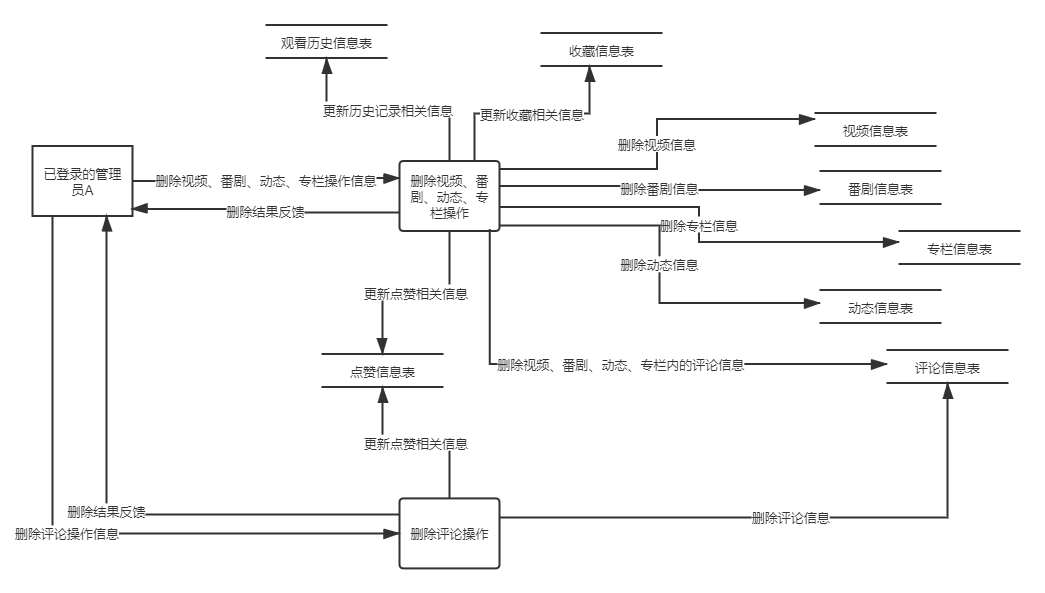 观看历史信息表
收藏信息表
更新历史记录相关信息
更新收藏相关信息
视频信息表
删除视频信息
已登录的管理
员A
删除视频、番剧、动态、专栏操作信息
删除视频、番
剧、动态、专
栏操作
删除番剧信息
番剧信息表
删除结果反馈
删除专栏信息
专栏信息表
删除动态信息
更新点赞相关信息
动态信息表
删除视频、番剧、动态、专栏内的评论信息
点赞信息表
评论信息表
更新点赞相关信息
删除结果反馈
删除评论信息
删除评论操作信息
删除评论操作